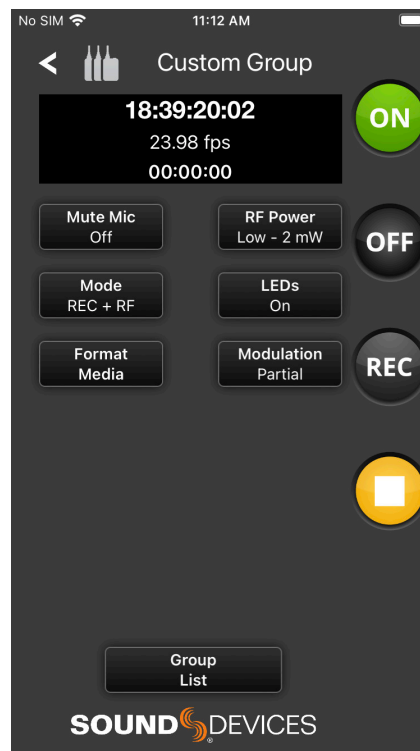 No SIM 11:12 AM
Custom Group
18:39:20:02
23.98 fps
00:00:00
ON
Mute Mic
Off
RF Power
Low - 2 mW
OFF
Mode
REC + RF
LEDs
On
Format
Media
Modulation
Partial
REC
Group
List
SOUND DEVICES